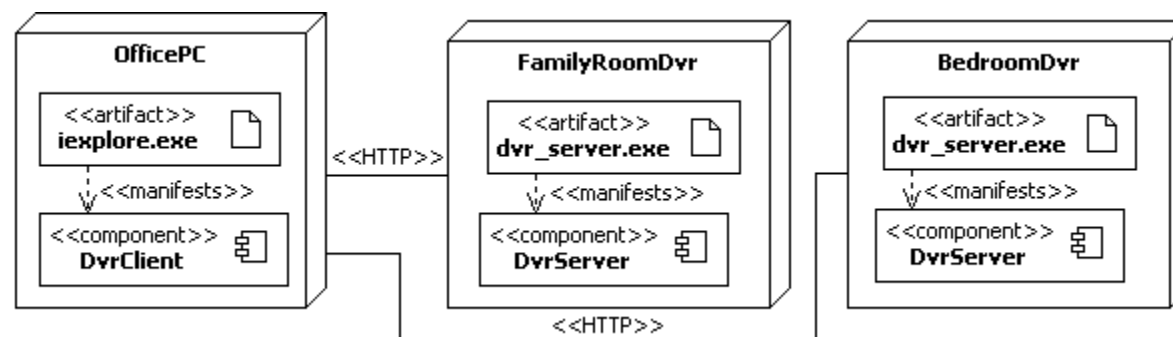 OfficePC
<<artifact>>
iexplore.exe
<<manifests>>
<<component>>
DvrClient
<<HTTP>>
FamilyRoomDvr
<<artifact>>
dvr_server.exe
<<manifests>>
<<component>>
DvrServer
<<HTTP>>
BedroomDvr
<<artifact>>
dvr_server.exe
<<manifests>>
<<component>>
DvrServer